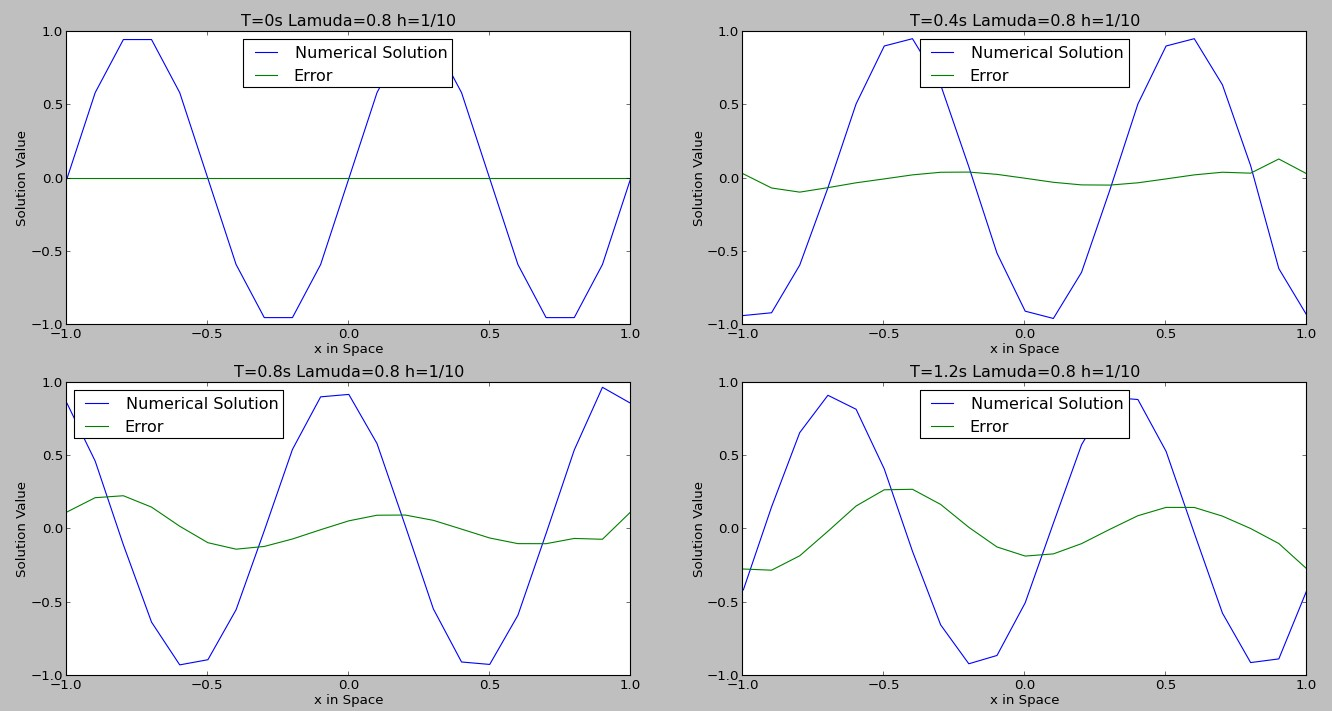 T=0s Lamuda=0.8 h=1/10
Numerical Solution
Error
1.0
0.5
0.0
−0.5
−1.0
Solution Value
−1.0 −0.5 0.0 0.5 1.0
x in Space
T=0.4s Lamuda=0.8 h=1/10
Numerical Solution
Error
1.0
0.5
0.0
−0.5
−1.0
Solution Value
−1.0 −0.5 0.0 0.5 1.0
x in Space
T=0.8s Lamuda=0.8 h=1/10
Numerical Solution
Error
1.0
0.5
0.0
−0.5
−1.0
Solution Value
−1.0 −0.5 0.0 0.5 1.0
x in Space
T=1.2s Lamuda=0.8 h=1/10
Numerical Solution
Error
1.0
0.5
0.0
−0.5
−1.0
Solution Value
−1.0 −0.5 0.0 0.5 1.0
x in Space